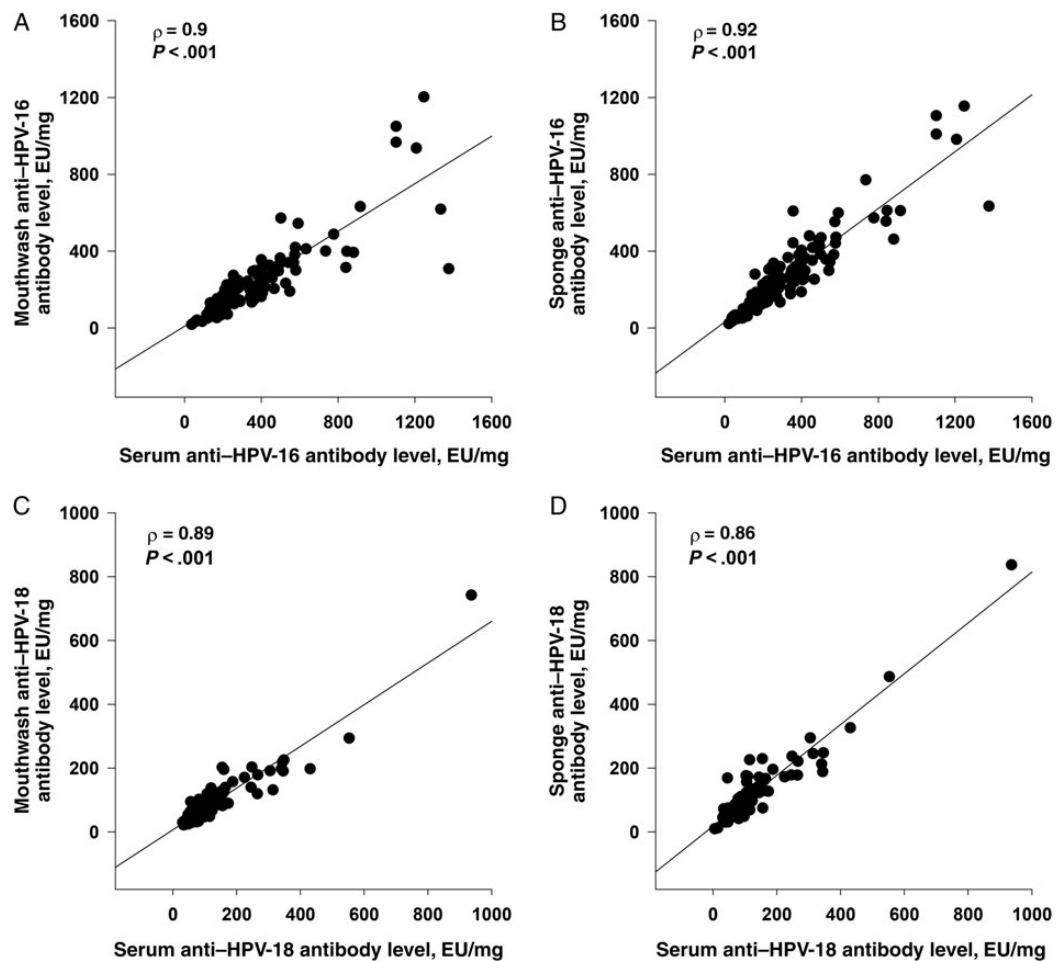 A
ρ = 0.9
P < .001
1600
1200
800
400
0
Mouthwash anti–HPV-16
antibody level, EU/mg
0 400 800 1200 1600
Serum anti–HPV-16 antibody level, EU/mg
B
ρ = 0.92
P < .001
1600
1200
800
400
0
Sponge anti–HPV-16
antibody level, EU/mg
0 400 800 1200 1600
Serum anti–HPV-16 antibody level, EU/mg
C
ρ = 0.89
P < .001
1000
800
600
400
200
0
Mouthwash anti–HPV-18
antibody level, EU/mg
0 200 400 600 800 1000
Serum anti–HPV-18 antibody level, EU/mg
D
ρ = 0.86
P < .001
1000
800
600
400
200
0
Sponge anti–HPV-18
antibody level, EU/mg
0 200 400 600 800 1000
Serum anti–HPV-18 antibody level, EU/mg